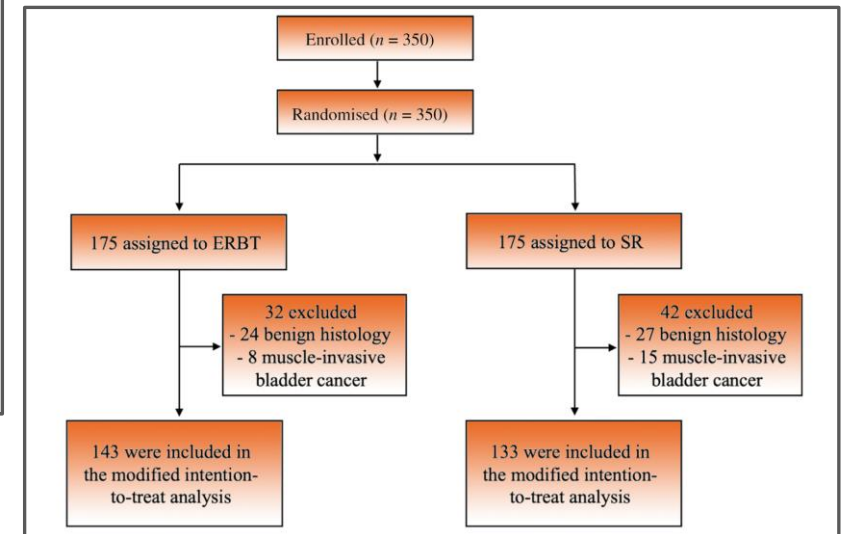 Enrolled (n = 350)
Randomised (n = 350)
175 assigned to ERBT
175 assigned to SR
32 excluded
- 24 benign histology
- 8 muscle-invasive
bladder cancer
42 excluded
- 27 benign histology
- 15 muscle-invasive
bladder cancer
143 were included in
the modified intention-
to-treat analysis
133 were included in
the modified intention-
to-treat analysis